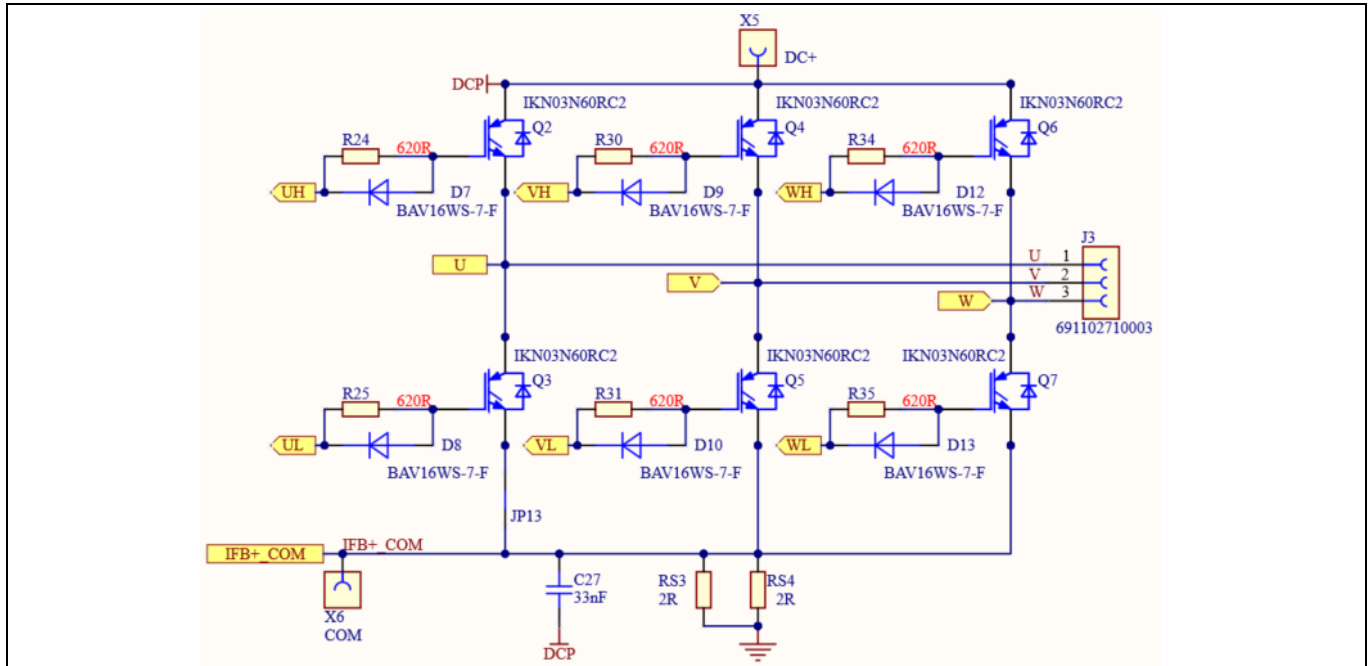 X5
DC+
DCP
IKN03N60RC2
IKN03N60RC2
IKN03N60RC2
Q2
Q4
Q6
R24
620R
R30
620R
R34
620R
UH
VH
WH
D7
D9
D12
BAV16WS-7-F
BAV16WS-7-F
BAV16WS-7-F
J3
U
U 1
V
V 2
W
W 3
691102710003
IKN03N60RC2
IKN03N60RC2
IKN03N60RC2
Q3
Q5
Q7
R25
620R
R31
620R
R35
620R
UL
VL
WL
D8
D10
D13
BAV16WS-7-F
BAV16WS-7-F
BAV16WS-7-F
JP13
IFB+_COM
IFB+_COM
X6
COM
C27
33nF
DCP
RS3
2R
RS4
2R